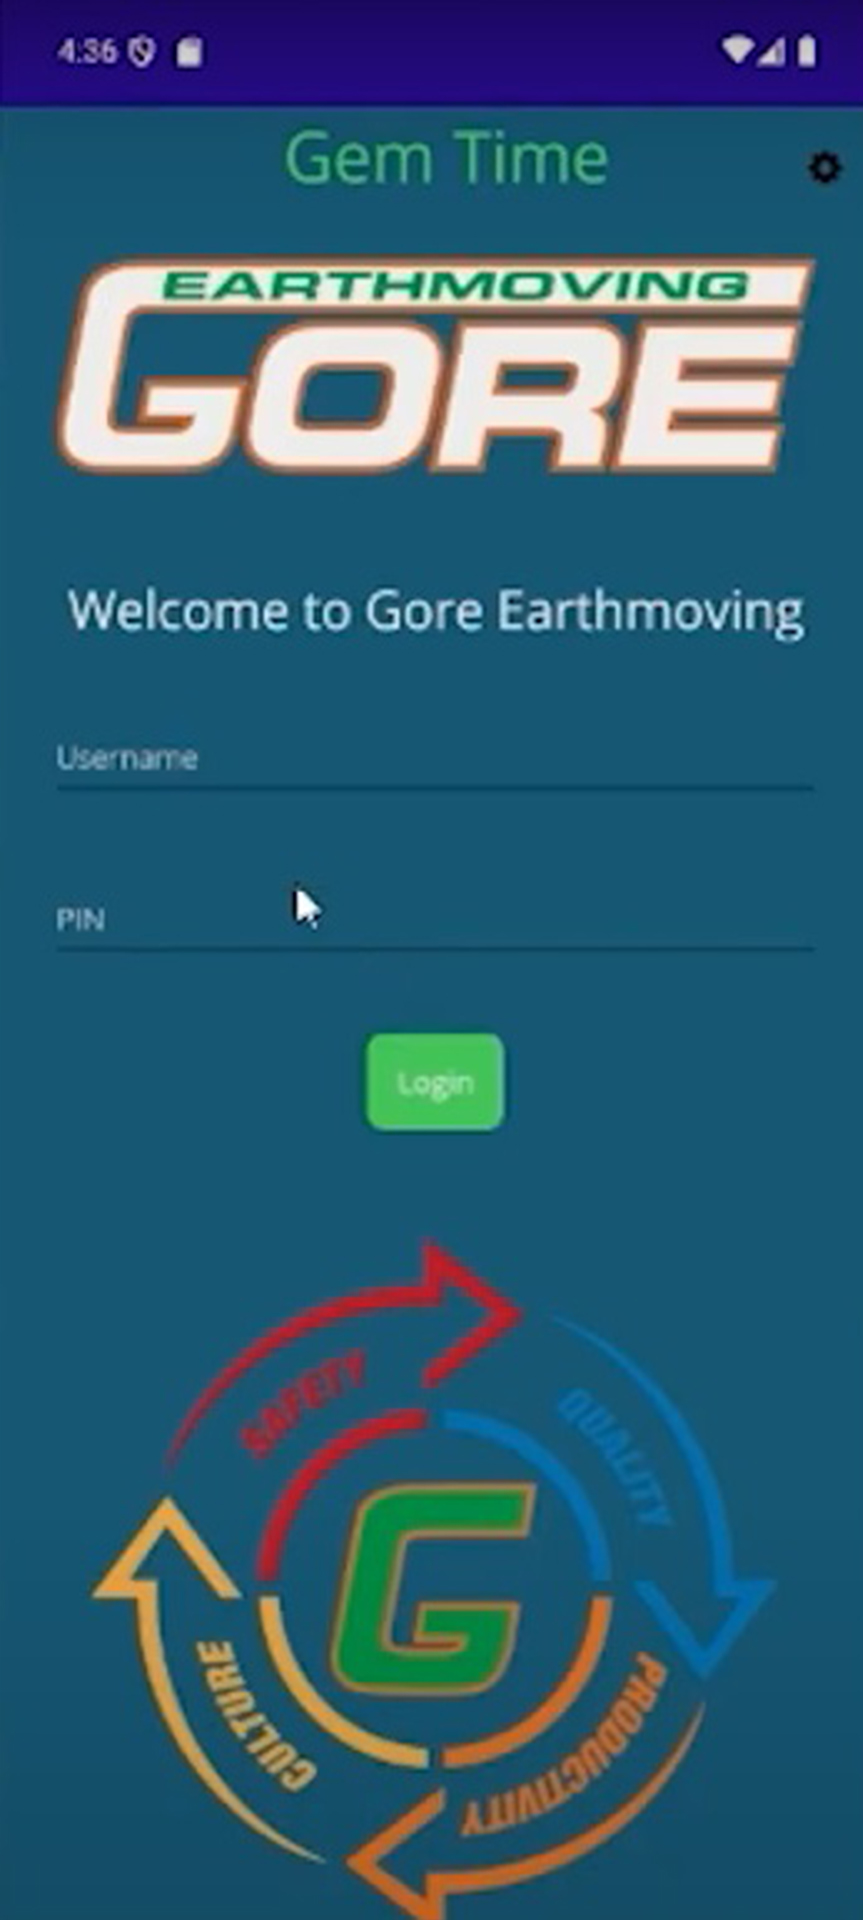 4:36
Gem Time
EARTHMOVING
GORE
Welcome to Gore Earthmoving
Username
PIN
Login
SAFETY
QUALITY
G
CULTURE
PRODUCTIVITY